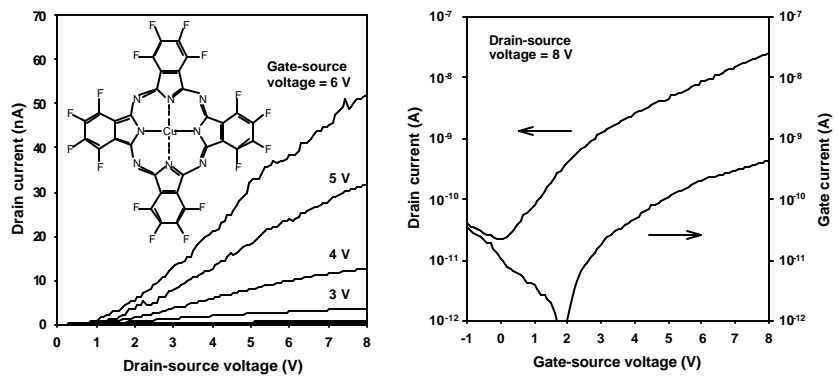 70
60
50
40
30
20
10
0
Drain current (nA)
0 1 2 3 4 5 6 7 8
Drain-source voltage (V)
Gate-source
voltage = 6 V
5 V
4 V
3 V
F F
F F
N N N
F F
F F
N Cu N
F F
F F
N N N
F F
F F
10⁻⁷
10⁻⁸
10⁻⁹
10⁻¹⁰
10⁻¹¹
10⁻¹²
Drain current (A)
Drain-source
voltage = 8 V
10⁻⁷
10⁻⁸
10⁻⁹
10⁻¹⁰
10⁻¹¹
10⁻¹²
Gate current (A)
-1 0 1 2 3 4 5 6 7 8
Gate-source voltage (V)